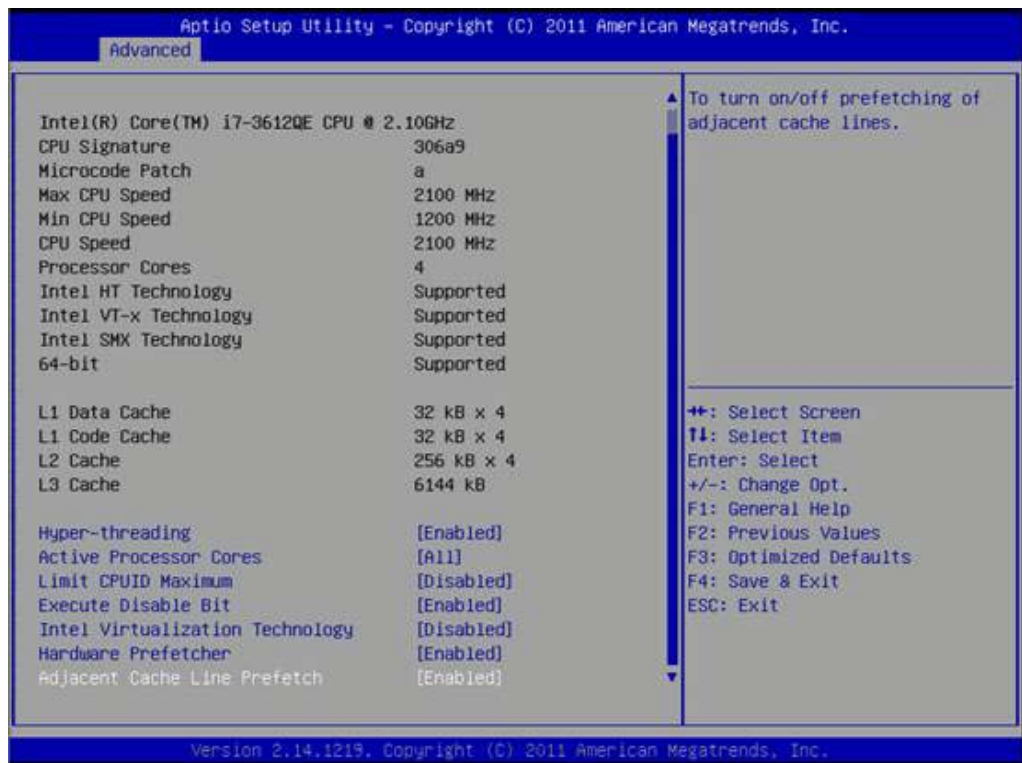 Aptio Setup Utility - Copyright (C) 2011 American Megatrends, Inc.
Advanced
Intel(R) Core(TM) i7-3612QE CPU @ 2.10GHz
CPU Signature 306a9
Microcode Patch a
Max CPU Speed 2100 MHz
Min CPU Speed 1200 MHz
CPU Speed 2100 MHz
Processor Cores 4
Intel HT Technology Supported
Intel VT-x Technology Supported
Intel SMX Technology Supported
64-bit Supported
L1 Data Cache 32 kB x 4
L1 Code Cache 32 kB x 4
L2 Cache 256 kB x 4
L3 Cache 6144 kB
Hyper-threading [Enabled]
Active Processor Cores [All]
Limit CPUID Maximum [Disabled]
Execute Disable Bit [Enabled]
Intel Virtualization Technology [Disabled]
Hardware Prefetcher [Enabled]
Adjacent Cache Line Prefetch [Enabled]
To turn on/off prefetching of
adjacent cache lines.
→←: Select Screen
↑↓: Select Item
Enter: Select
+/-: Change Opt.
F1: General Help
F2: Previous Values
F3: Optimized Defaults
F4: Save & Exit
ESC: Exit
Version 2.14.1219. Copyright (C) 2011 American Megatrends, Inc.